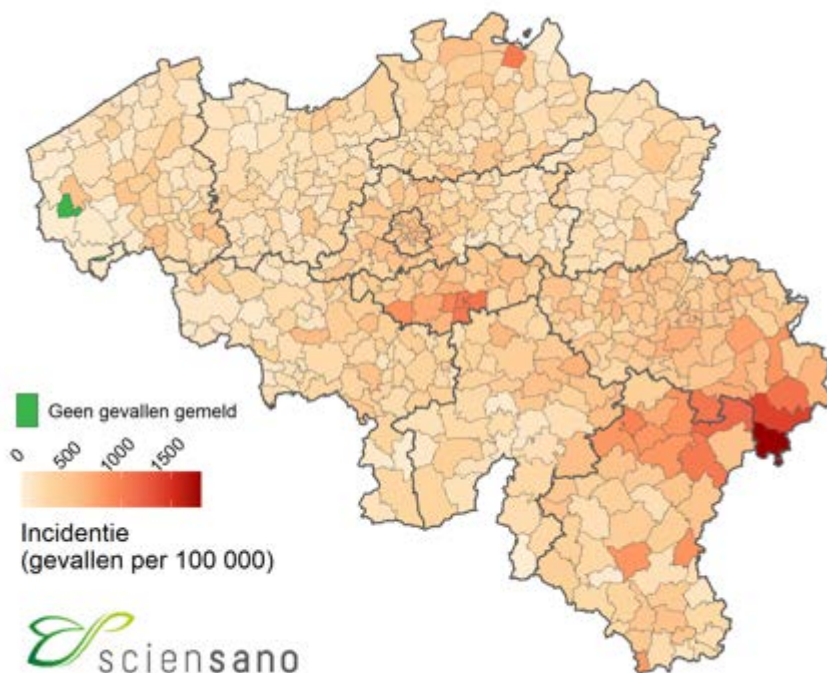 Geen gevallen gemeld
0 500 1000 1500
Incidentie
(gevallen per 100 000)
sciensano